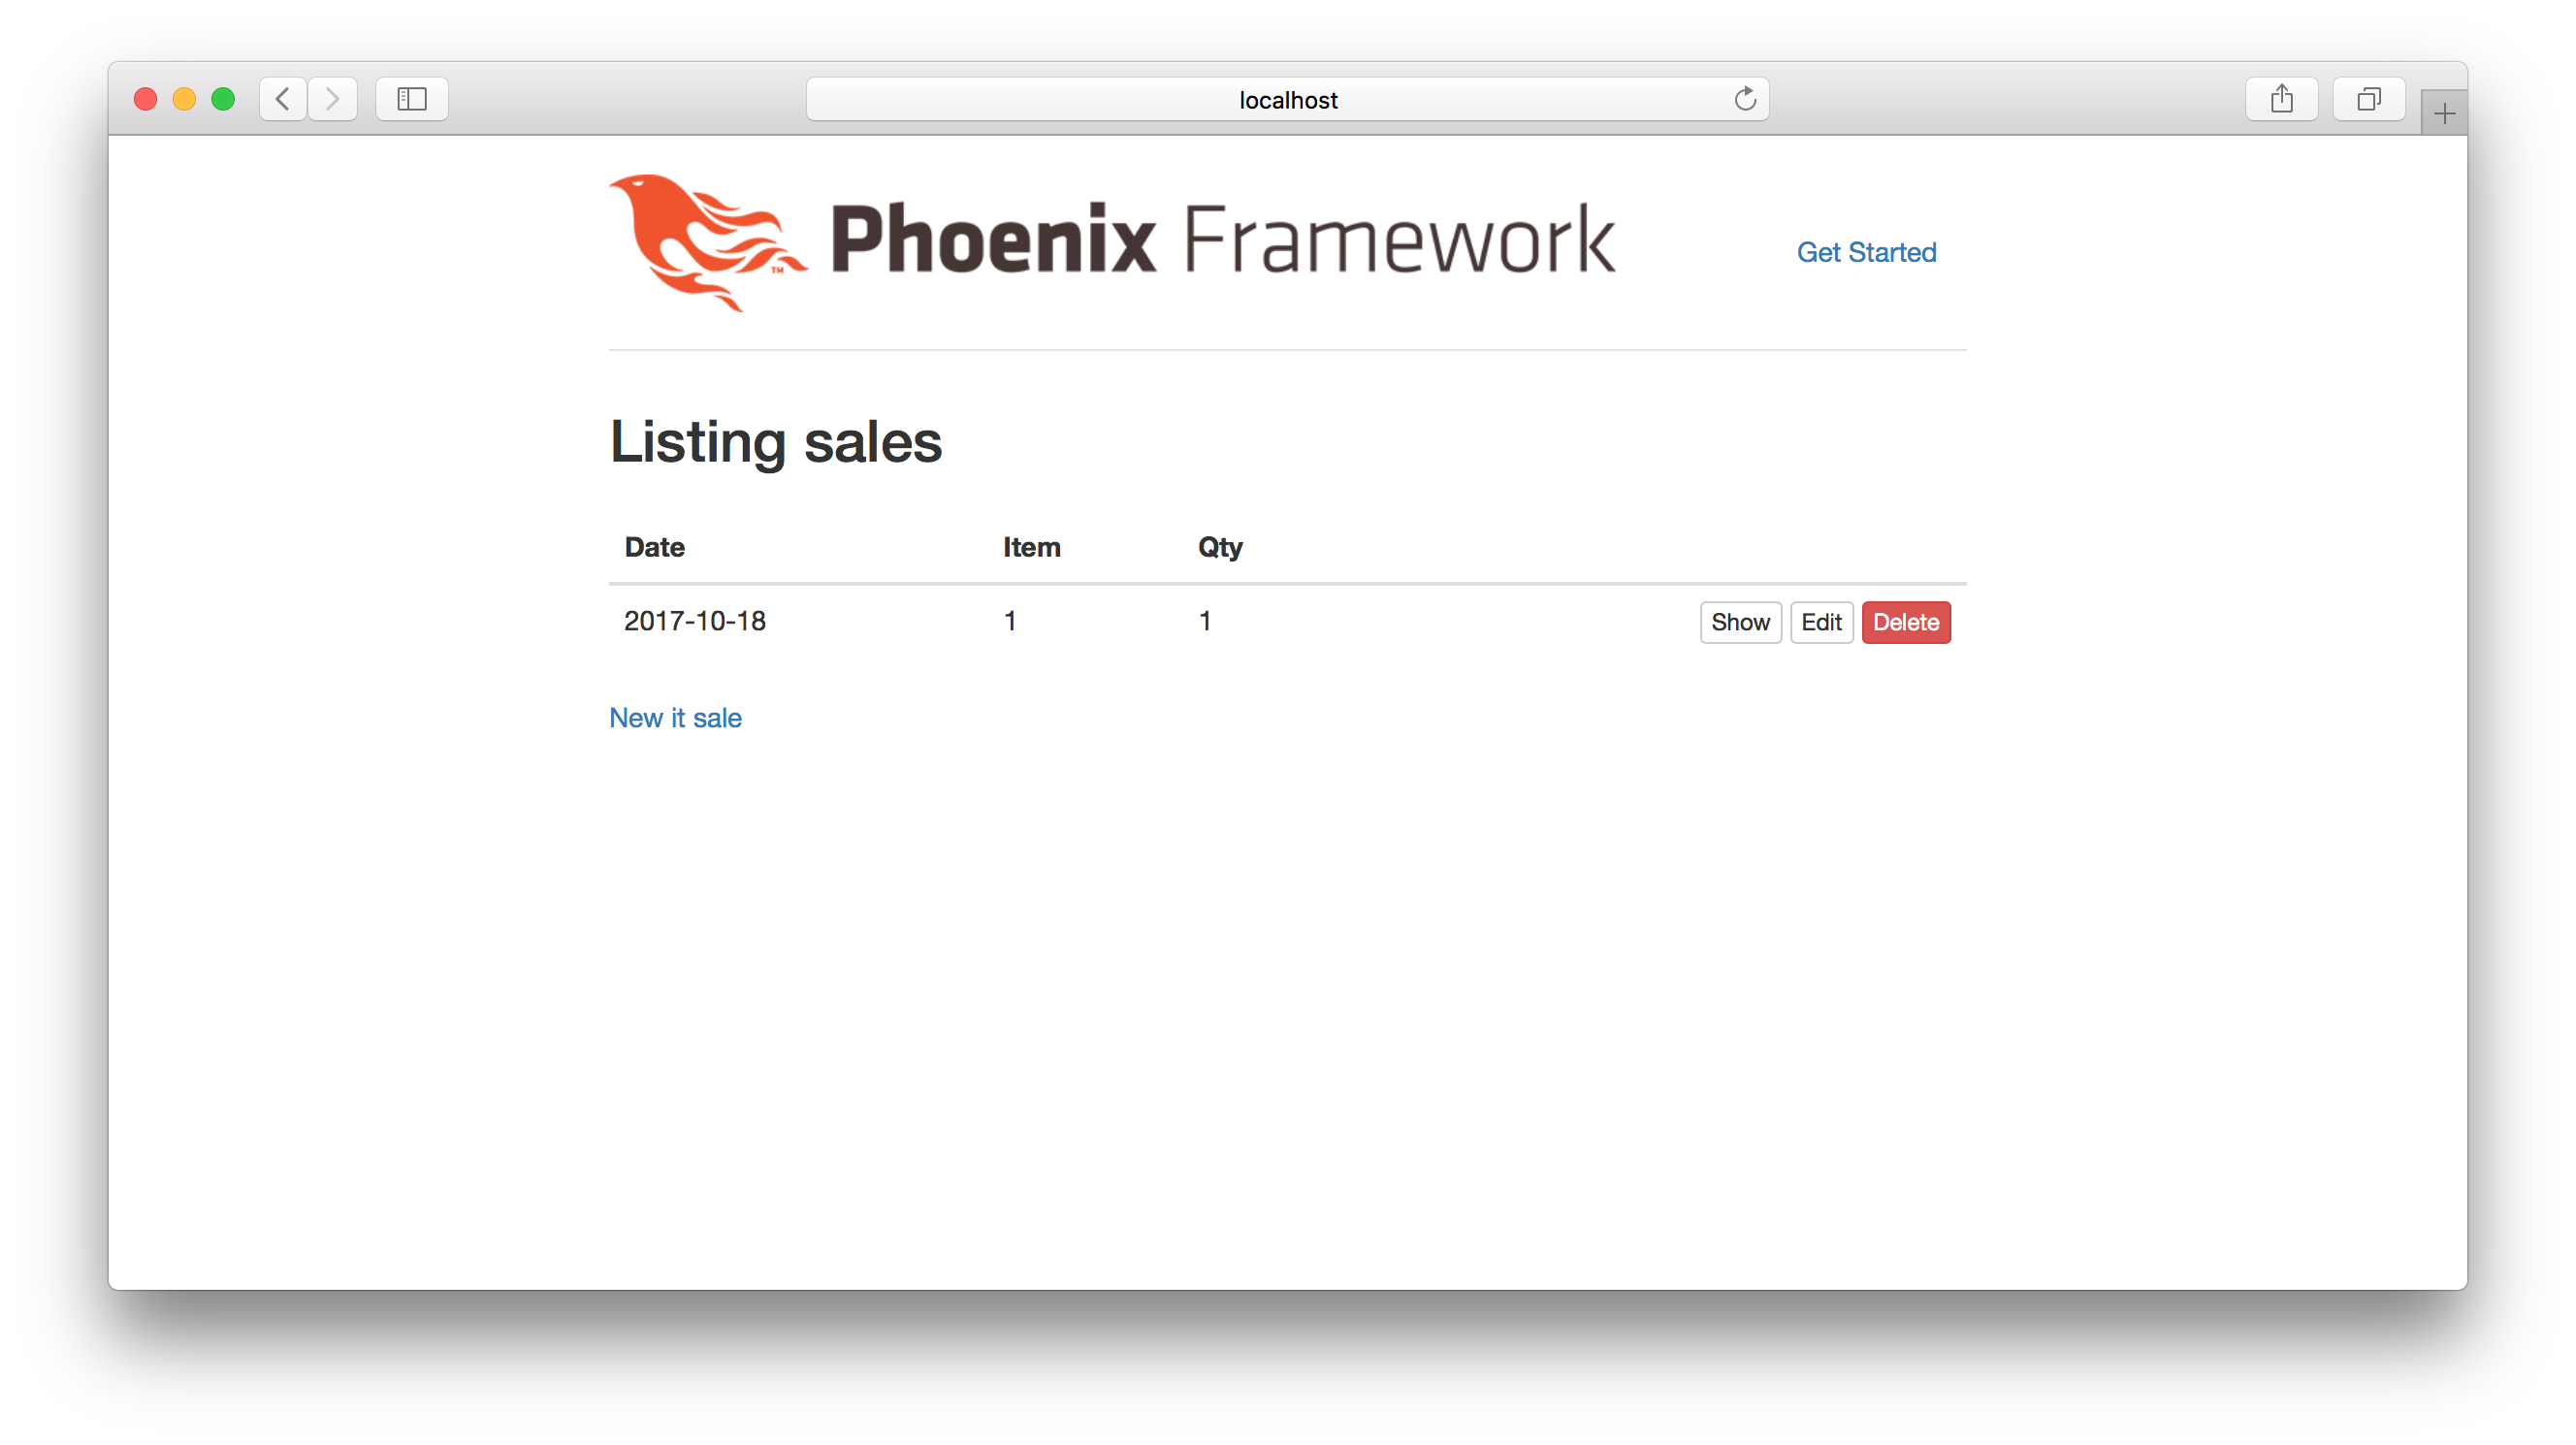 localhost
Phoenix Framework
TM
Get Started
Listing sales
Date Item Qty
2017-10-18 1 1 Show Edit Delete
New it sale